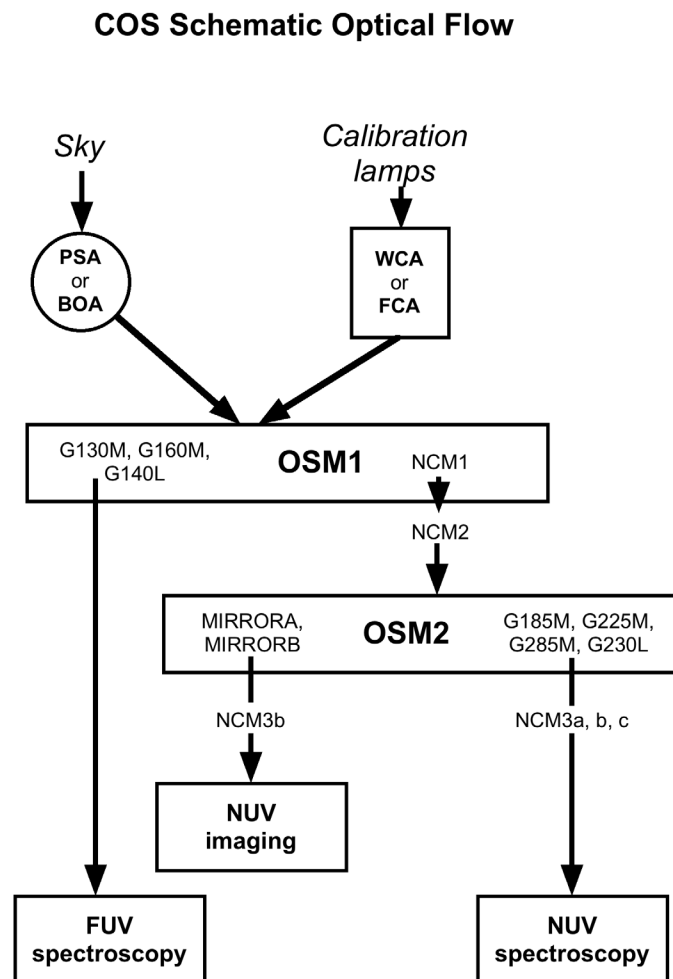 COS Schematic Optical Flow
Sky
Calibration
lamps
PSA
or
BOA
WCA
or
FCA
G130M, G160M,
G140L
OSM1
NCM1
NCM2
MIRRORA,
MIRRORB
OSM2
G185M, G225M,
G285M, G230L
NCM3b
NCM3a, b, c
NUV
imaging
FUV
spectroscopy
NUV
spectroscopy